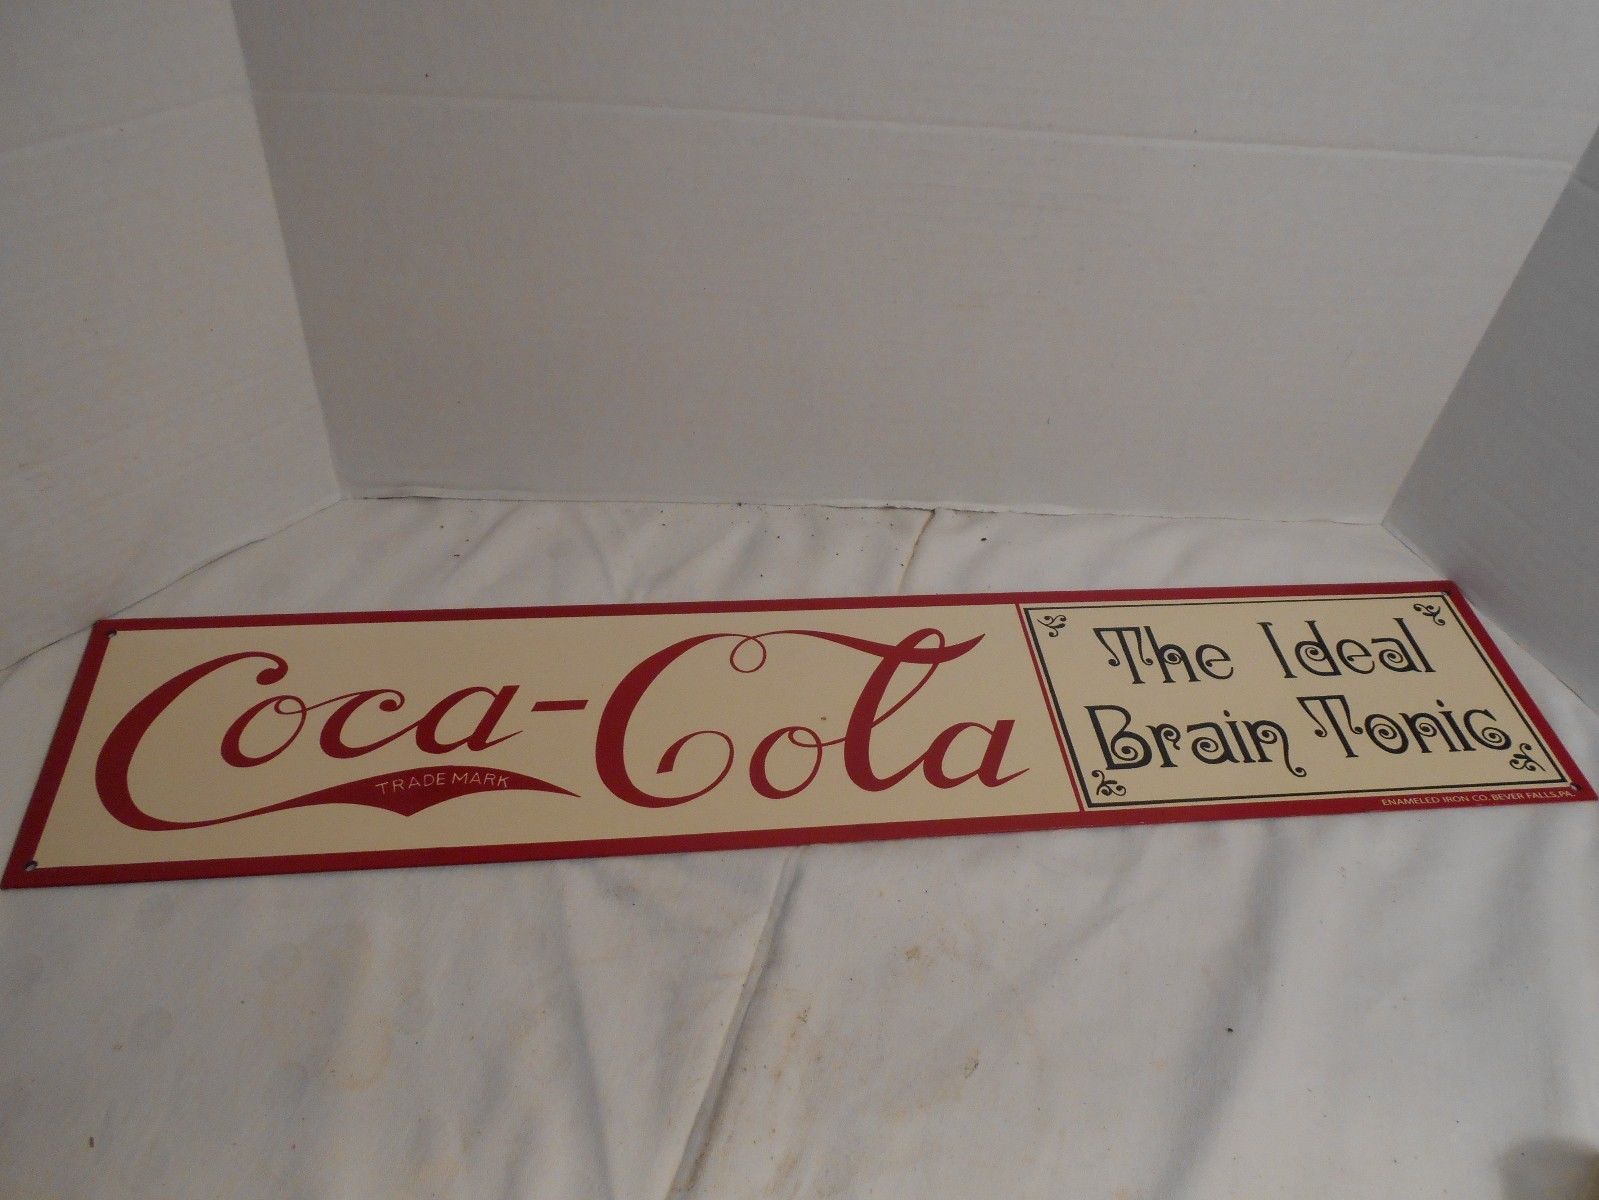 Coca-Cola
TRADE MARK
The Ideal
Brain Tonic
ENAMELED IRON CO. BEVER FALLS, PA.